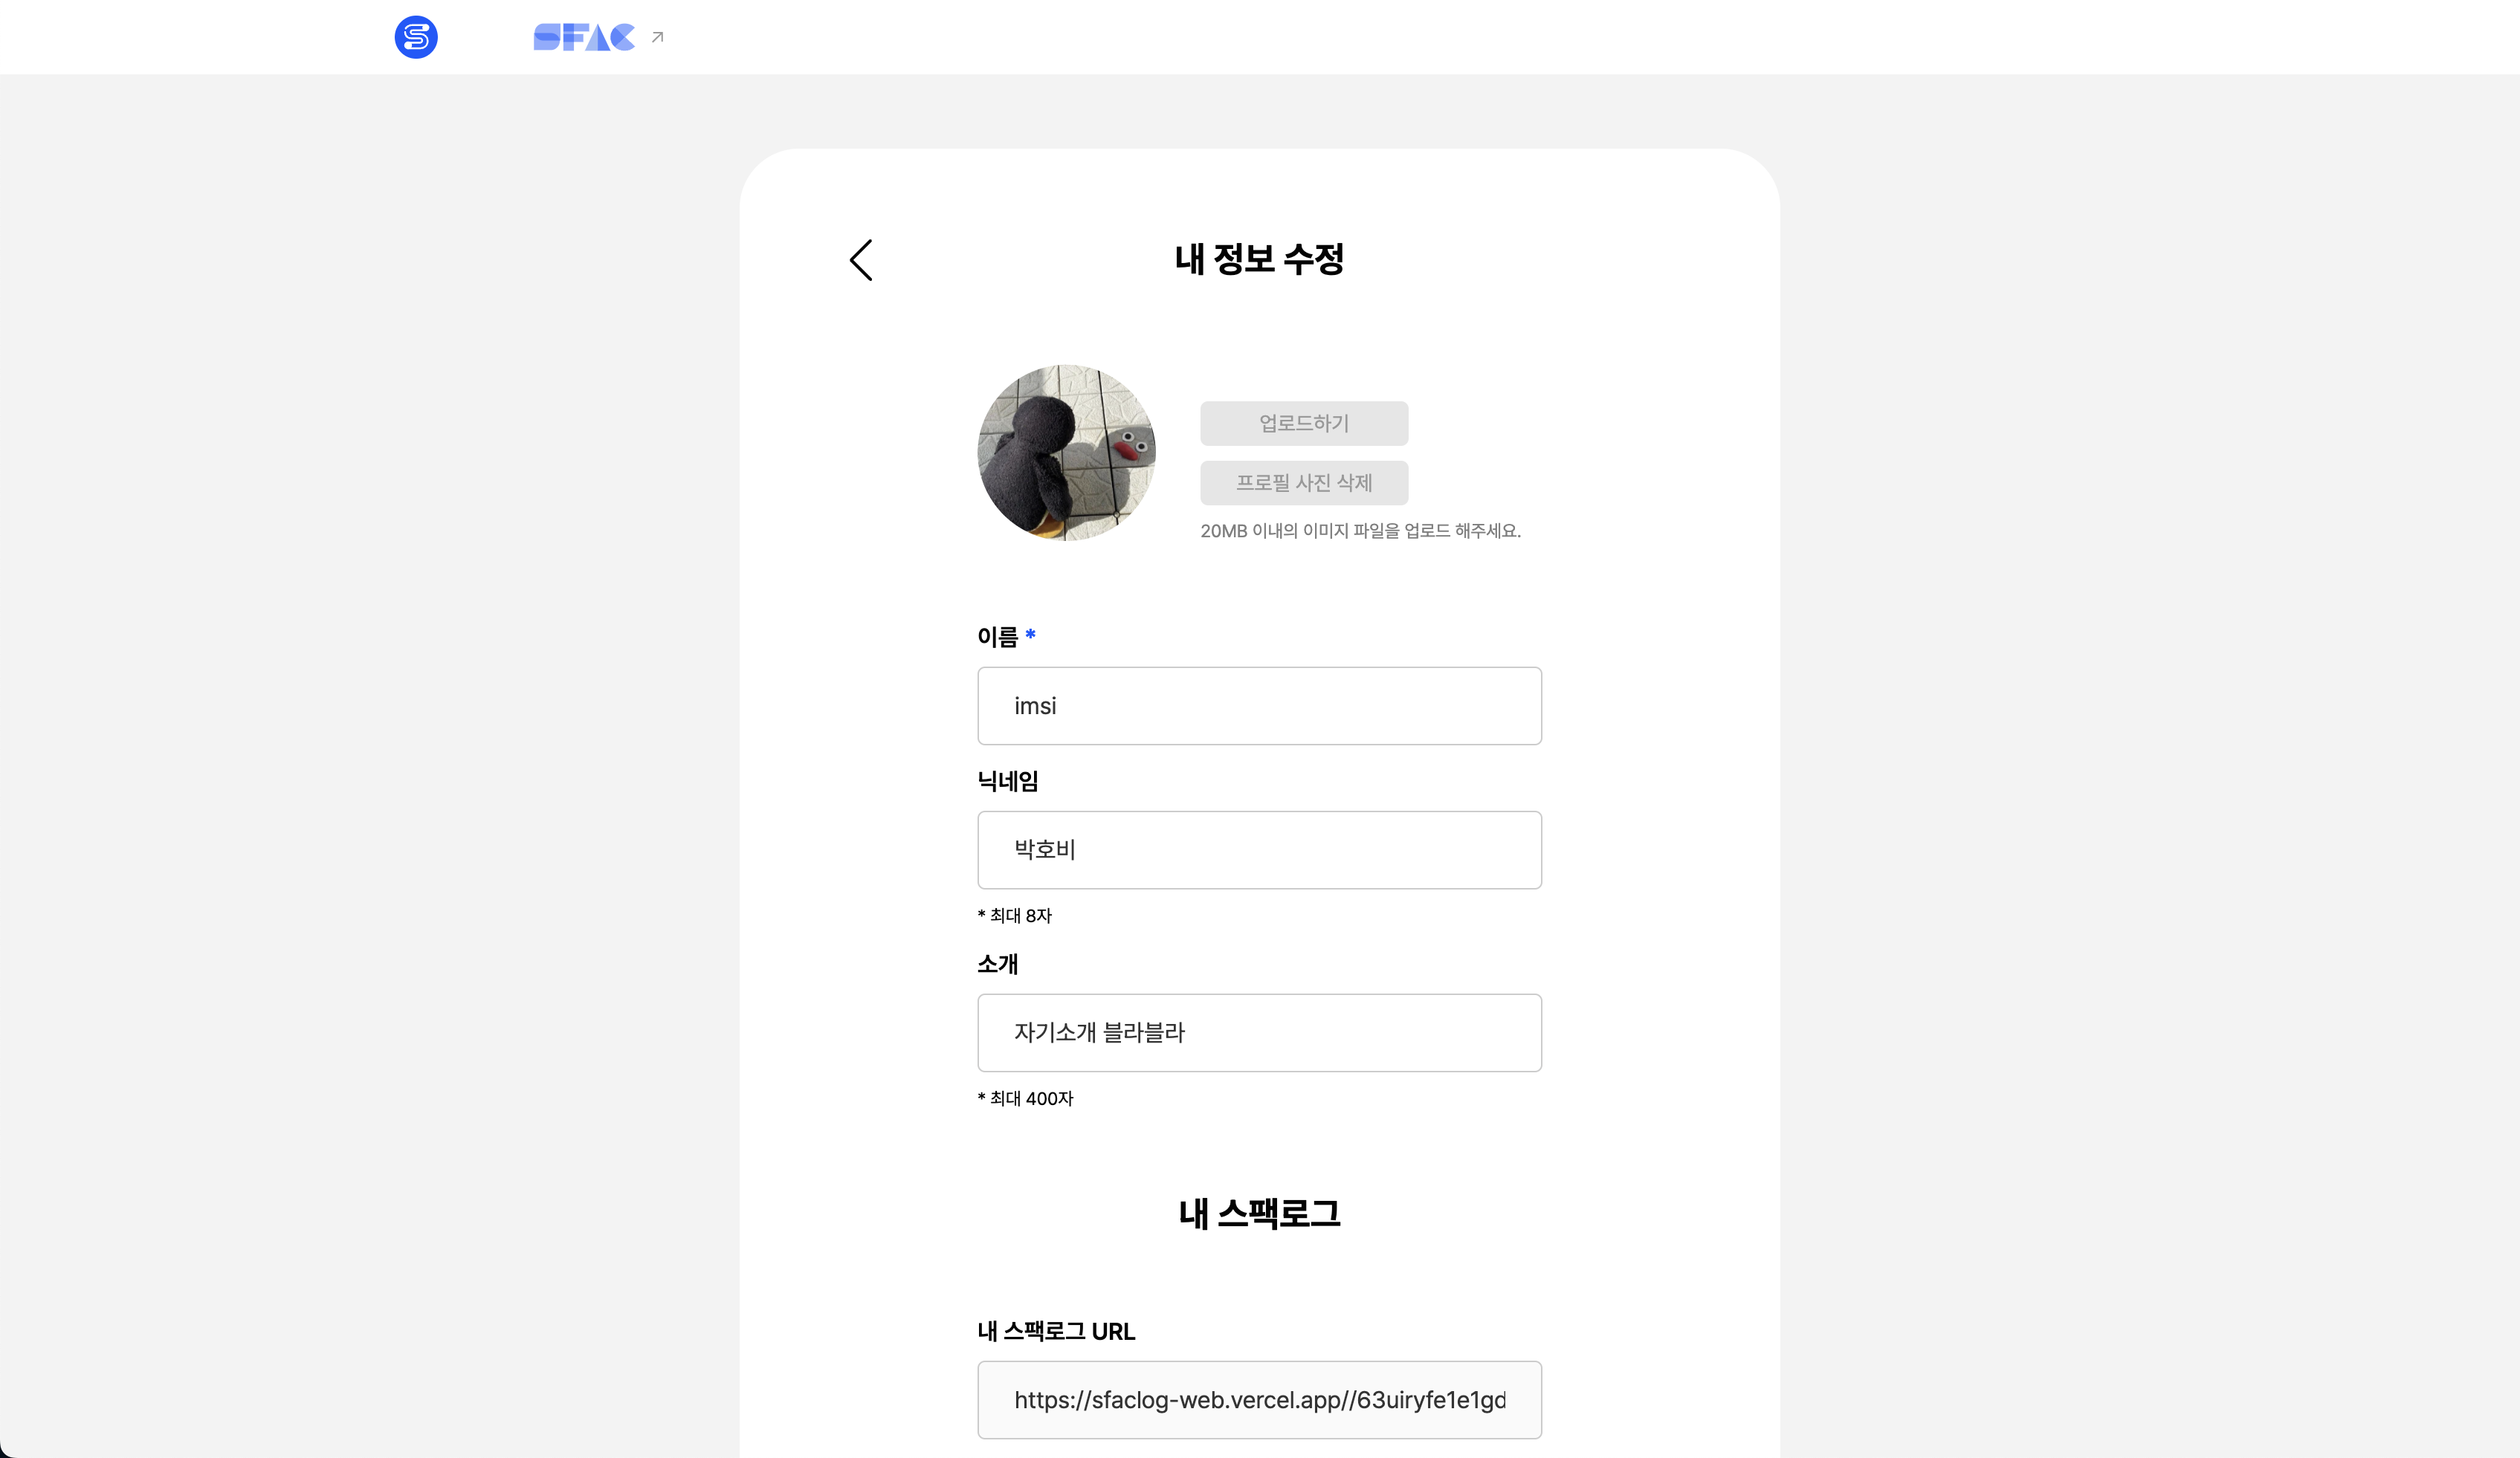 SFAC
내 정보 수정
업로드하기
프로필 사진 삭제
20MB 이내의 이미지 파일을 업로드 해주세요.
이름 *
imsi
닉네임
박호비
* 최대 8자
소개
자기소개 블라블라
* 최대 400자
내 스팩로그
내 스팩로그 URL
https://sfaclog-web.vercel.app//63uiryfe1e1gd